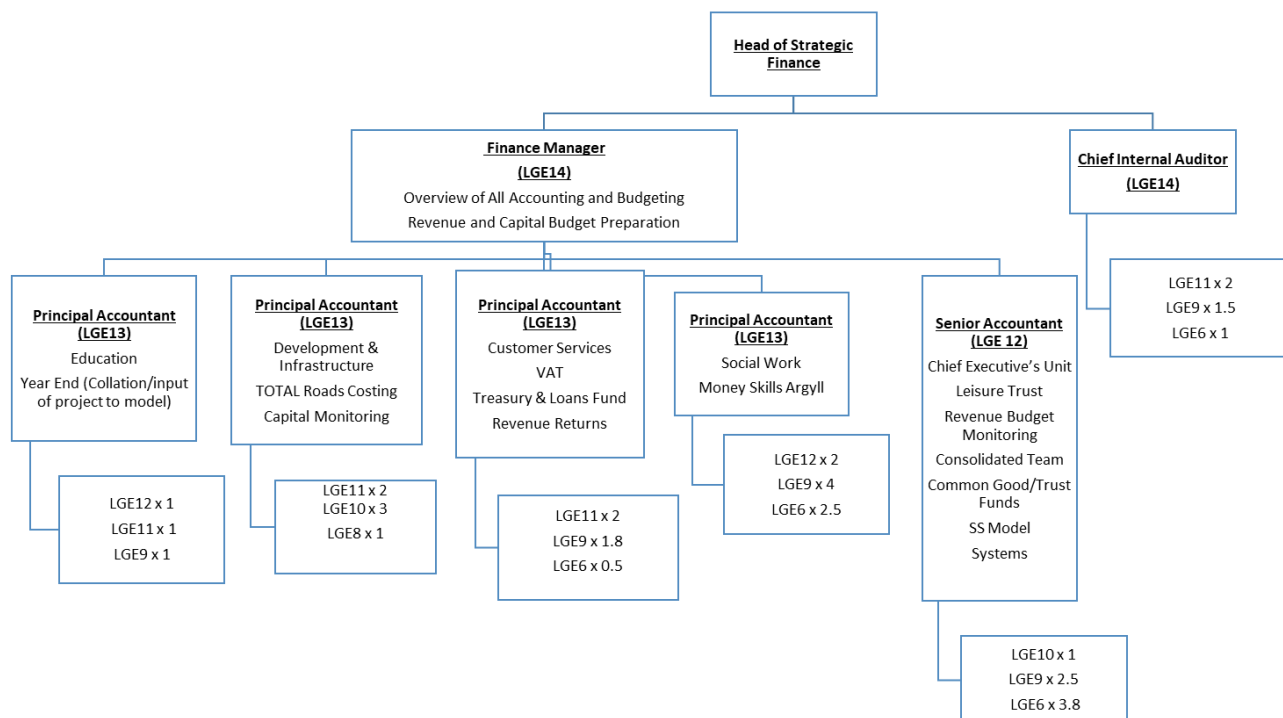 Head of Strategic
Finance
Finance Manager
(LGE14)
Overview of All Accounting and Budgeting
Revenue and Capital Budget Preparation
Chief Internal Auditor
(LGE14)
LGE11 x 2
LGE9 x 1.5
LGE6 x 1
Principal Accountant
(LGE13)
Education
Year End (Collation/input
of project to model)
LGE12 x 1
LGE11 x 1
LGE9 x 1
Principal Accountant
(LGE13)
Development &
Infrastructure
TOTAL Roads Costing
Capital Monitoring
LGE11 x 2
LGE10 x 3
LGE8 x 1
Principal Accountant
(LGE13)
Customer Services
VAT
Treasury & Loans Fund
Revenue Returns
LGE11 x 2
LGE9 x 1.8
LGE6 x 0.5
Principal Accountant
(LGE13)
Social Work
Money Skills Argyll
LGE12 x 2
LGE9 x 4
LGE6 x 2.5
Senior Accountant
(LGE 12)
Chief Executive’s Unit
Leisure Trust
Revenue Budget
Monitoring
Consolidated Team
Common Good/Trust
Funds
SS Model
Systems
LGE10 x 1
LGE9 x 2.5
LGE6 x 3.8